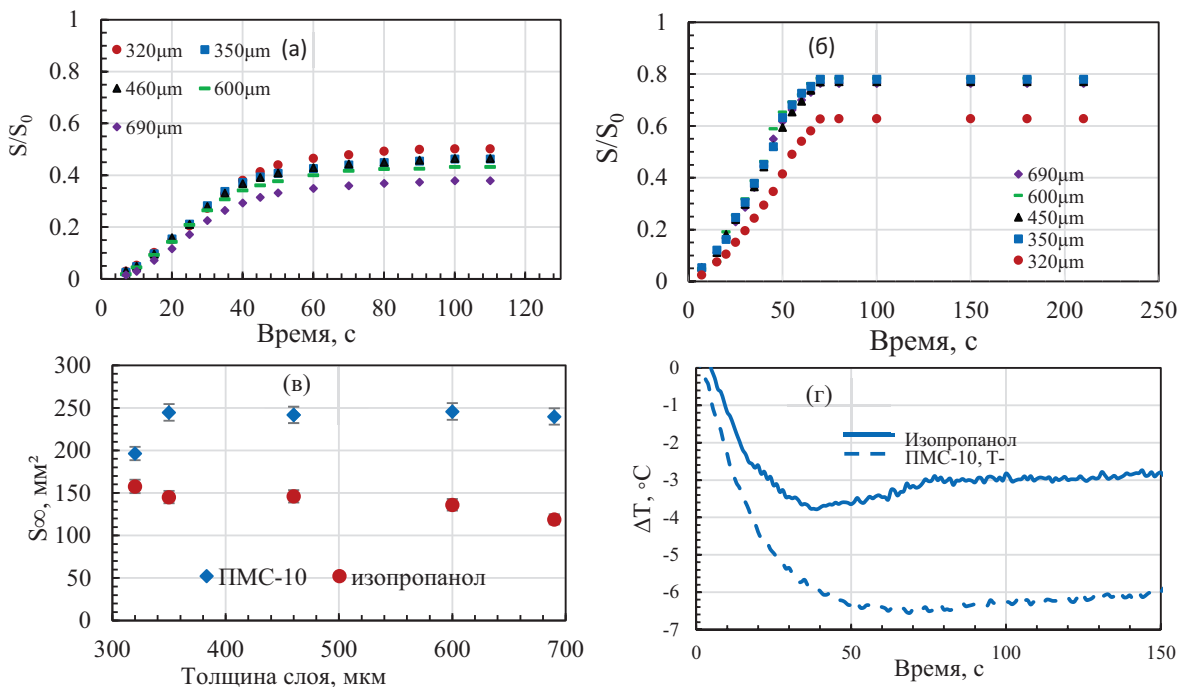 (а)
320µm 350µm
460µm 600µm
690µm
S/S₀
1
0.8
0.6
0.4
0.2
0
0 20 40 60 80 100 120
Время, с
(б)
S/S₀
1
0.8
0.6
0.4
0.2
0
690µm
600µm
450µm
350µm
320µm
0 50 100 150 200 250
Время, с
(в)
S∞, мм²
300
250
200
150
100
50
0
ПМС-10 изопропанол
300 400 500 600 700
Толщина слоя, мкм
(г)
ΔT, °C
0
-1
-2
-3
-4
-5
-6
-7
Изопропанол
ПМС-10, Т-
0 50 100 150
Время, с